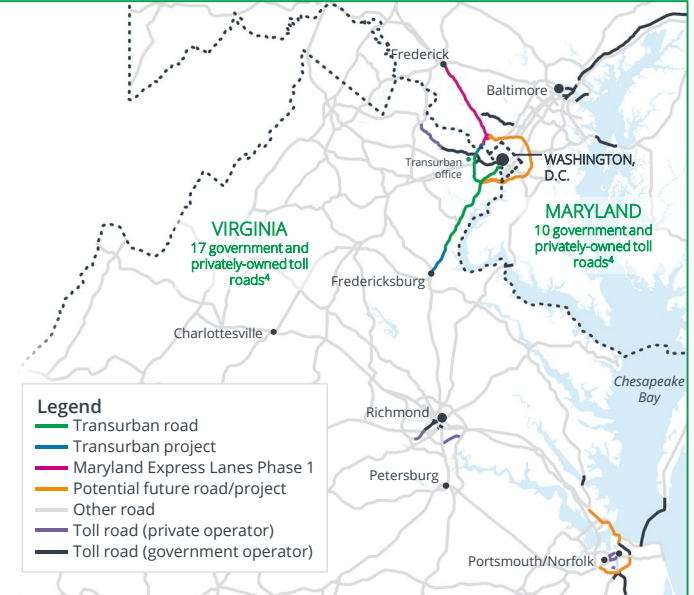 Frederick
Baltimore
Transurban
office
WASHINGTON,
D.C.
VIRGINIA
17 government and
privately-owned toll
roads⁴
MARYLAND
10 government and
privately-owned toll
roads⁴
Fredericksburg
Charlottesville
Chesapeake
Bay
Richmond
Petersburg
Portsmouth/Norfolk
Legend
Transurban road
Transurban project
Maryland Express Lanes Phase 1
Potential future road/project
Other road
Toll road (private operator)
Toll road (government operator)